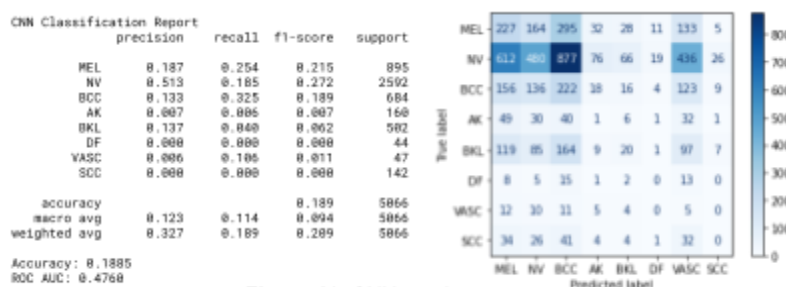 CNN Classification Report
precision recall f1-score support
MEL 0.187 0.254 0.215 895
NV 0.513 0.185 0.272 2592
BCC 0.133 0.325 0.189 684
AK 0.007 0.006 0.007 160
BKL 0.137 0.040 0.062 502
DF 0.000 0.000 0.000 44
VASC 0.006 0.106 0.011 47
SCC 0.000 0.000 0.000 142
accuracy 0.189 5066
macro avg 0.123 0.114 0.094 5066
weighted avg 0.327 0.189 0.209 5066
Accuracy: 0.1885
ROC AUC: 0.4760
True label
MEL 227 164 295 32 28 11 133 5
NV 612 480 877 76 66 19 436 26
BCC 156 136 222 18 16 4 123 9
AK 49 30 40 1 6 1 32 1
BKL 119 85 164 9 20 1 97 7
DF 8 5 15 1 2 0 13 0
VASC 12 10 11 5 4 0 5 0
SCC 34 26 41 4 4 1 32 0
MEL NV BCC AK BKL DF VASC SCC
Predicted label
800
700
600
500
400
300
200
100
0